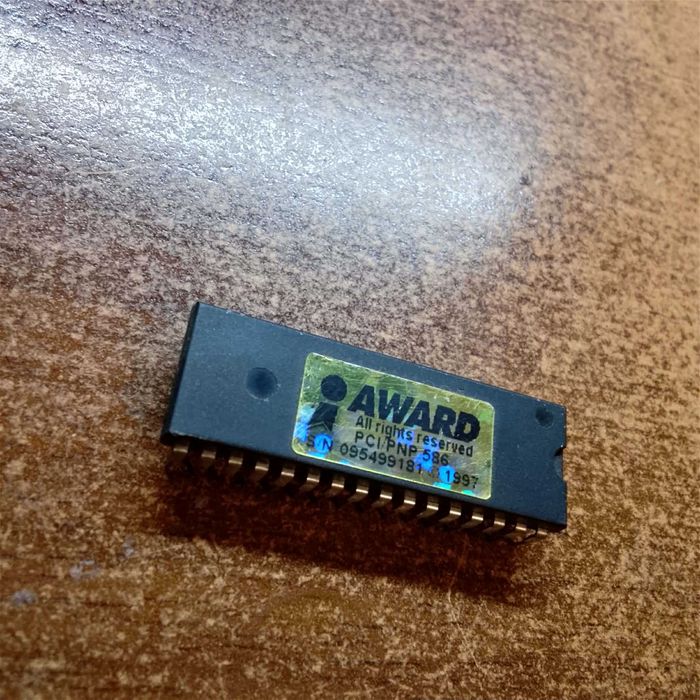 AWARD
All rights reserved
PCI/PNP 586
S/N 095499181 1997